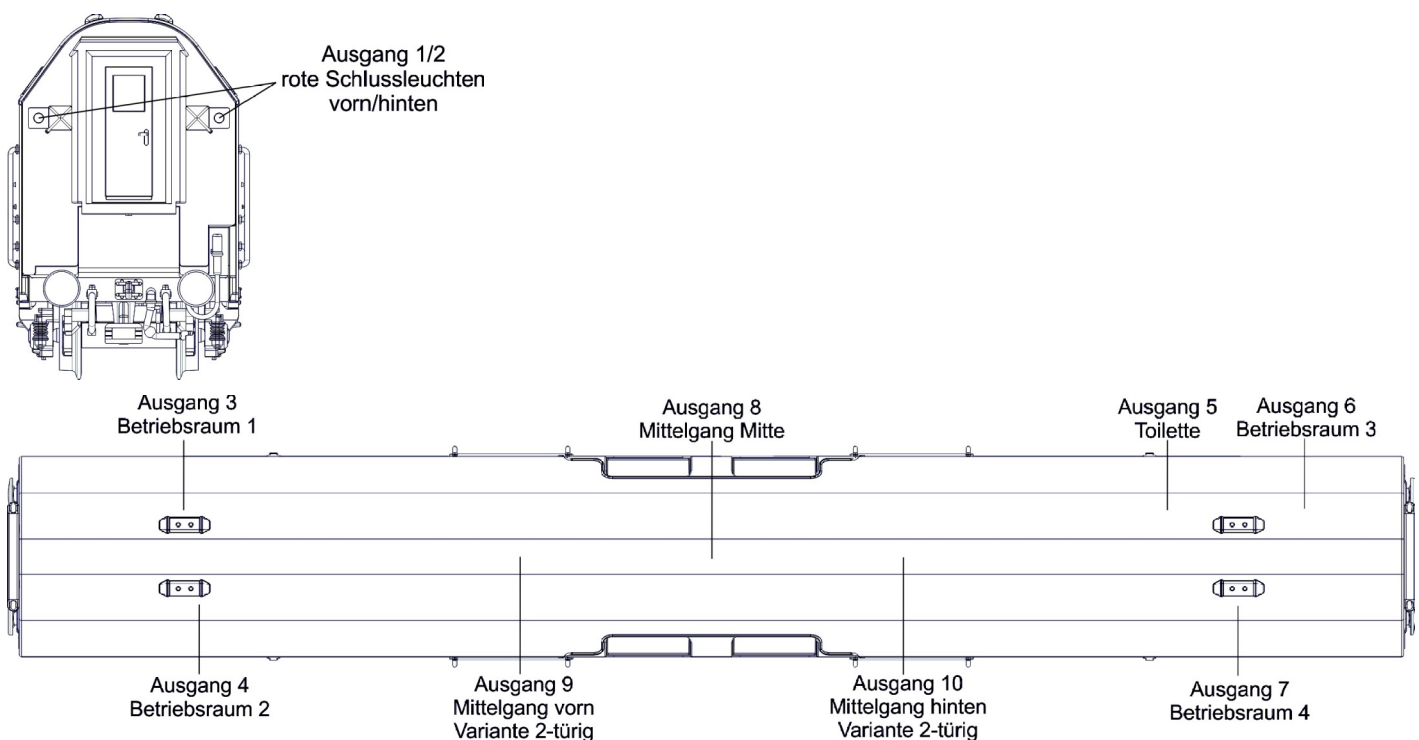 Ausgang 1/2
rote Schlussleuchten
vorn/hinten
Ausgang 3
Betriebsraum 1
Ausgang 8
Mittelgang Mitte
Ausgang 5
Toilette
Ausgang 6
Betriebsraum 3
Ausgang 4
Betriebsraum 2
Ausgang 9
Mittelgang vorn
Variante 2-türig
Ausgang 10
Mittelgang hinten
Variante 2-türig
Ausgang 7
Betriebsraum 4